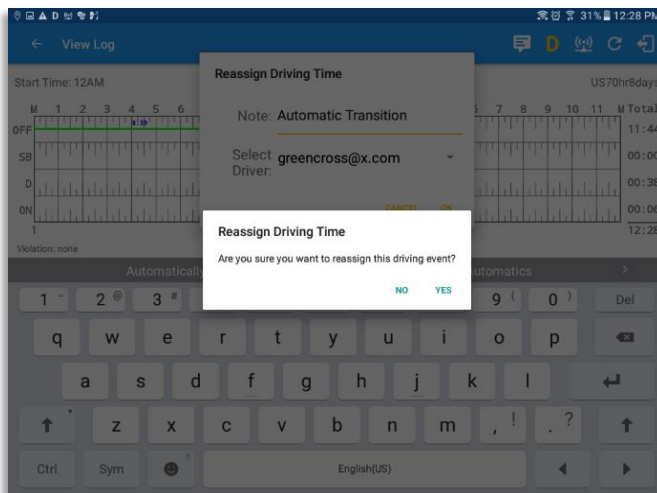 31% 12:28 PM
View Log
D
Start Time: 12AM
US70hr8days
Reassign Driving Time
Note: Automatic Transition
Select Driver: greencross@x.com
CANCEL OK
M 1 2 3 4 5 6 7 8 9 10 11 M Total
OFF 11:44
SB 00:00
D 00:38
ON 00:06
1 12:28
Violation: none
Reassign Driving Time
Are you sure you want to reassign this driving event?
NO YES
Automatically Automatics
1 - 2 @ 3 # 9 ( 0 ) Del
q w e r t y u i o p
a s d f g h j k l
z x c v b n m , ! . ?
Ctrl Sym English(US)